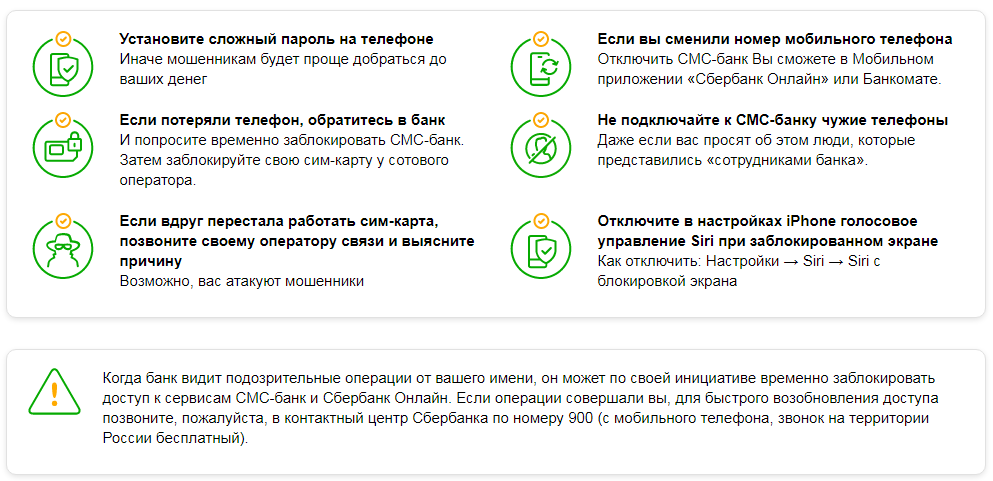 Установите сложный пароль на телефоне
Иначе мошенникам будет проще добраться до
ваших денег
Если потеряли телефон, обратитесь в банк
И попросите временно заблокировать СМС-банк.
Затем заблокируйте свою сим-карту у сотового
оператора.
Если вдруг перестала работать сим-карта,
позвоните своему оператору связи и выясните
причину
Возможно, вас атакуют мошенники
Если вы сменили номер мобильного телефона
Отключить СМС-банк Вы сможете в Мобильном
приложении «Сбербанк Онлайн» или Банкомате.
Не подключайте к СМС-банку чужие телефоны
Даже если вас просят об этом люди, которые
представились «сотрудниками банка».
Отключите в настройках iPhone голосовое
управление Siri при заблокированном экране
Как отключить: Настройки → Siri → Siri с
блокировкой экрана
Когда банк видит подозрительные операции от вашего имени, он может по своей инициативе временно заблокировать
доступ к сервисам СМС-банк и Сбербанк Онлайн. Если операции совершали вы, для быстрого возобновления доступа
позвоните, пожалуйста, в контактный центр Сбербанка по номеру 900 (с мобильного телефона, звонок на территории
России бесплатный).